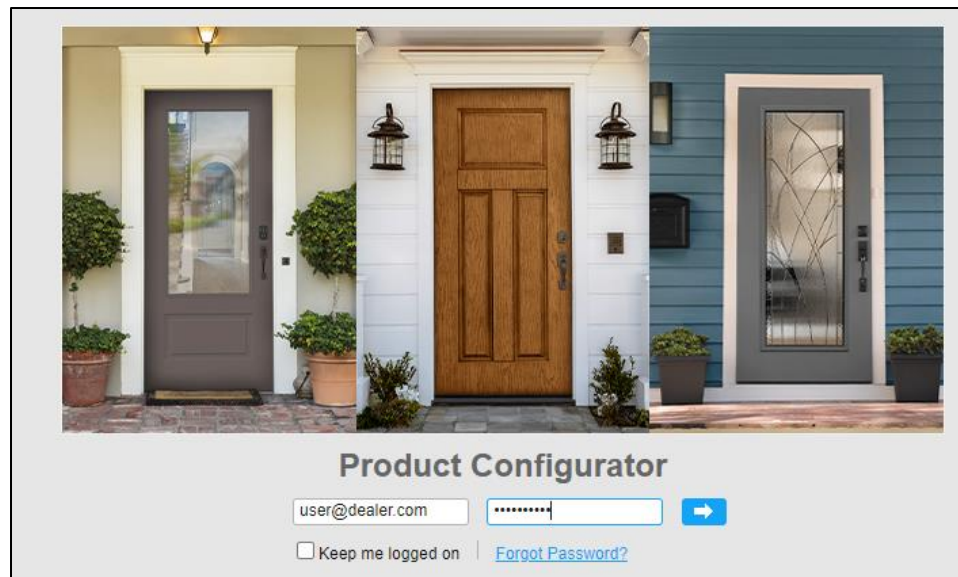 Product Configurator
user@dealer.com ••••••••••
Keep me logged on | Forgot Password?